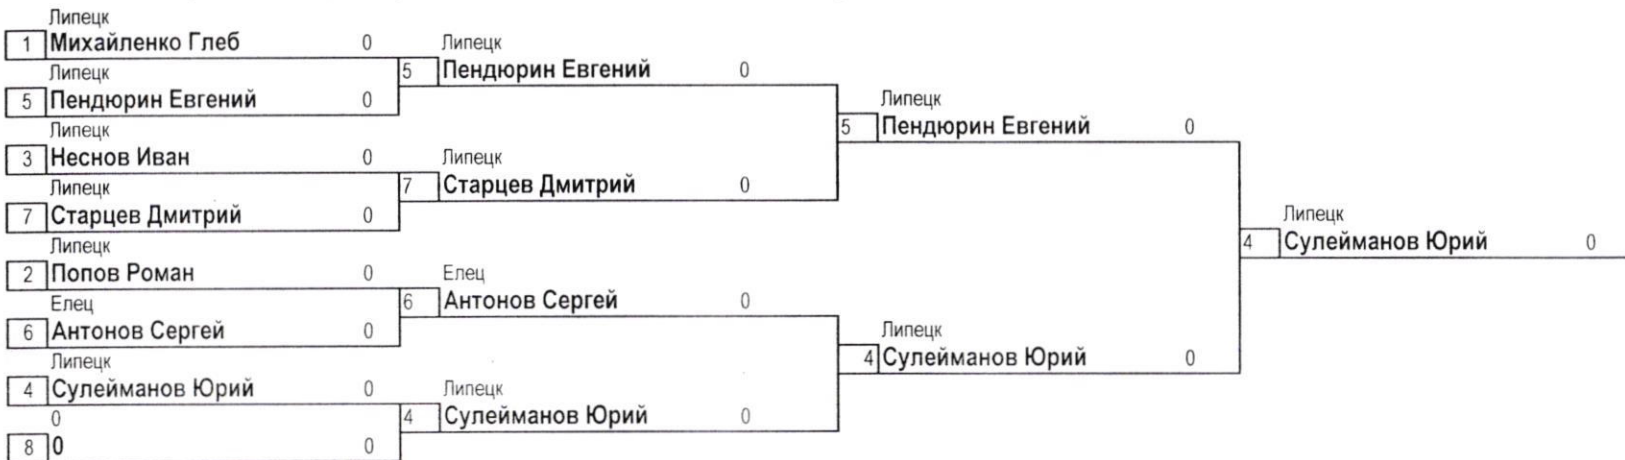 Липецк
1 Михайленко Глеб 0
Липецк
5 Пендюрин Евгений 0
Липецк
5 Пендюрин Евгений 0
Липецк
5 Пендюрин Евгений 0
Липецк
3 Неснов Иван 0
Липецк
7 Старцев Дмитрий 0
Липецк
7 Старцев Дмитрий 0
Липецк
4 Сулейманов Юрий 0
Липецк
2 Попов Роман 0
Елец
6 Антонов Сергей 0
Елец
6 Антонов Сергей 0
Липецк
4 Сулейманов Юрий 0
Липецк
4 Сулейманов Юрий 0
Липецк
4 Сулейманов Юрий 0
0
8 0 0